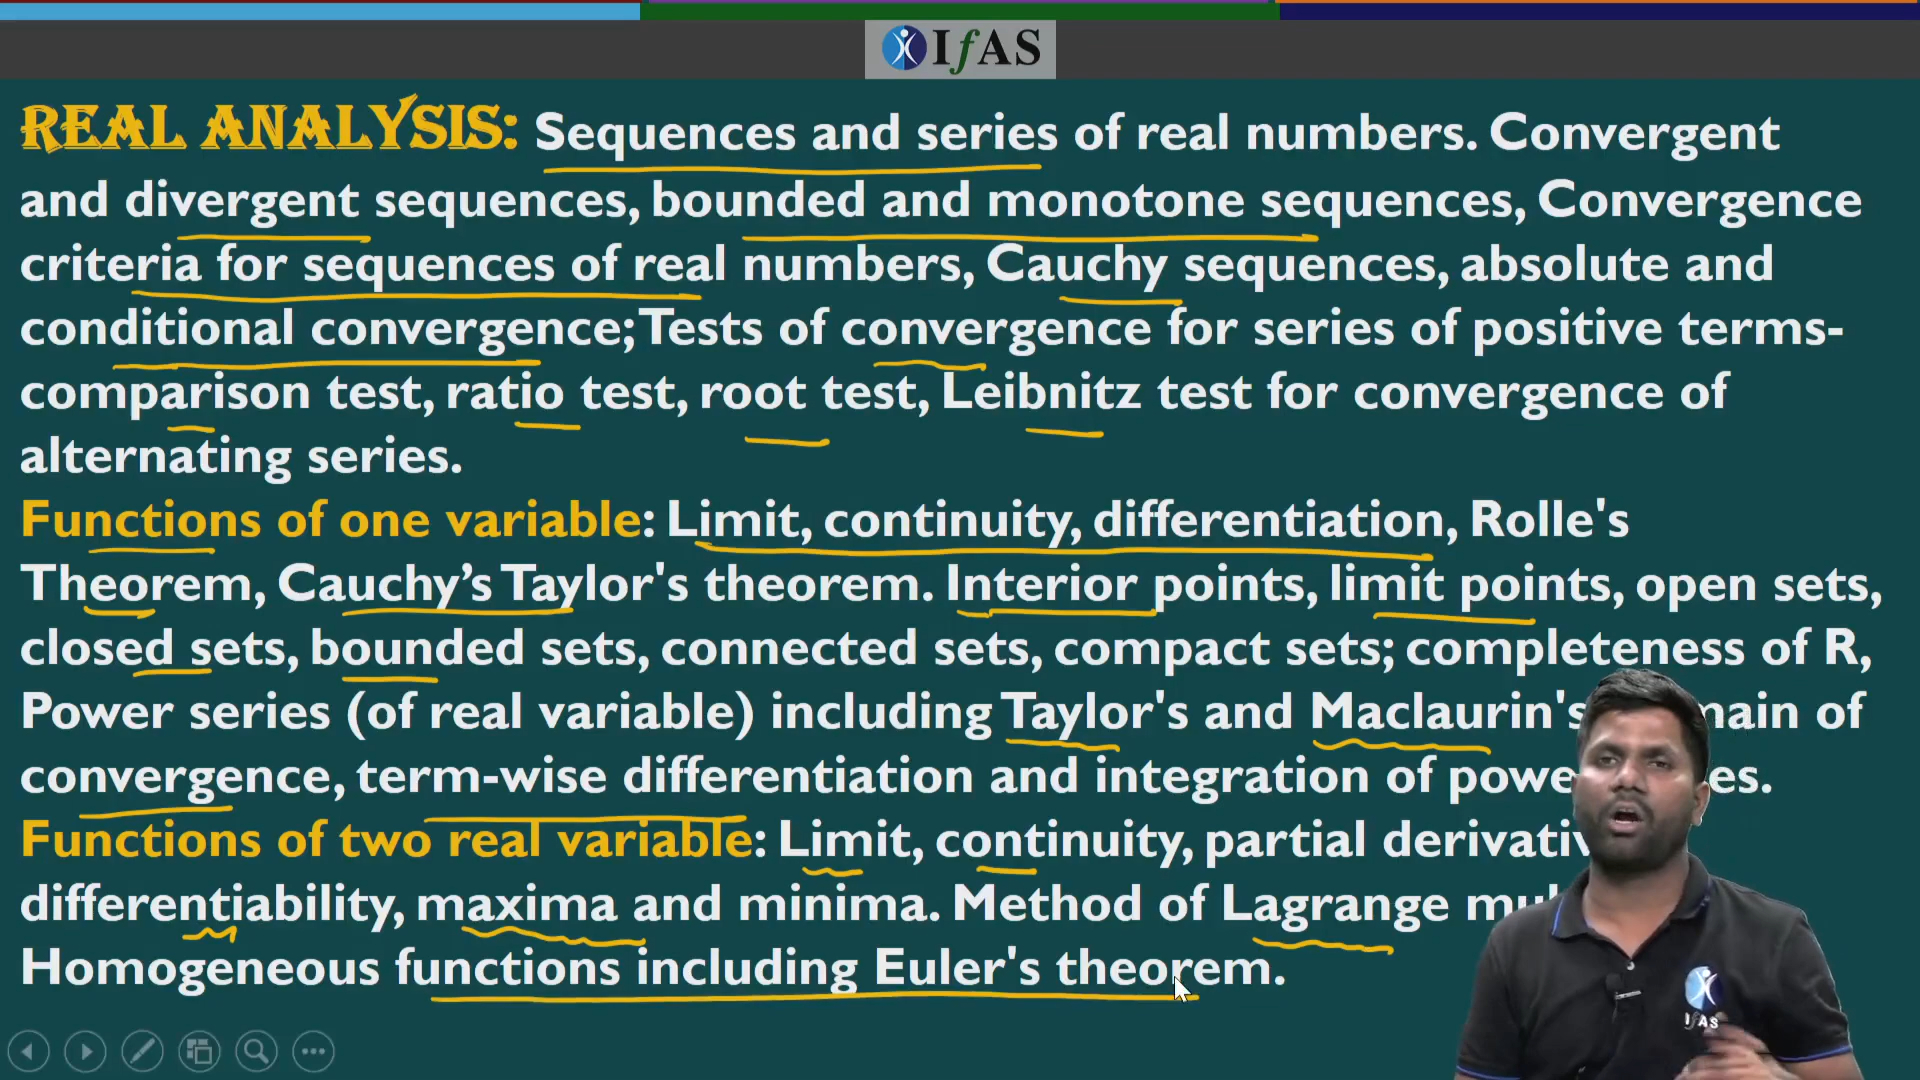 IfAS
REAL ANALYSIS: Sequences and series of real numbers. Convergent
and divergent sequences, bounded and monotone sequences, Convergence
criteria for sequences of real numbers, Cauchy sequences, absolute and
conditional convergence; Tests of convergence for series of positive terms-
comparison test, ratio test, root test, Leibnitz test for convergence of
alternating series.
Functions of one variable: Limit, continuity, differentiation, Rolle's
Theorem, Cauchy’s Taylor's theorem. Interior points, limit points, open sets,
closed sets, bounded sets, connected sets, compact sets; completeness of R,
Power series (of real variable) including Taylor's and Maclaurin's of
convergence, term-wise differentiation and integration of
Functions of two real variable: Limit, continuity, partial
differentiability, maxima and minima. Method of Lagrange
Homogeneous functions including Euler's theorem.
IfAS